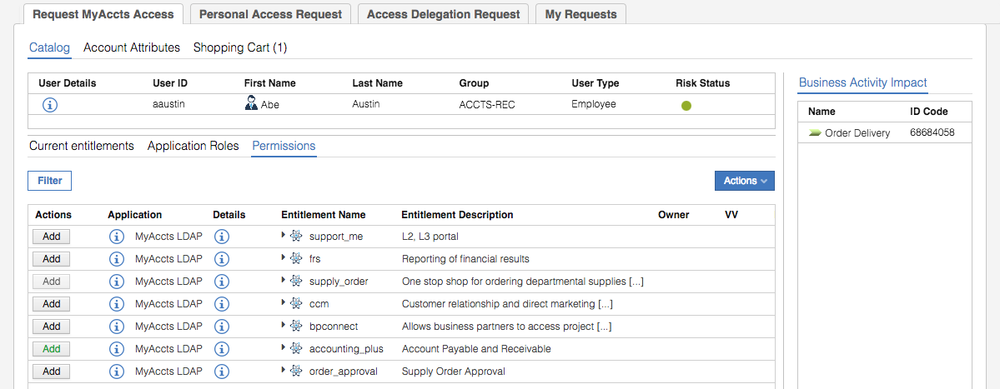 Request MyAccts Access Personal Access Request Access Delegation Request My Requests
Catalog Account Attributes Shopping Cart (1)
User Details User ID First Name Last Name Group User Type Risk Status
aaustin Abe Austin ACCTS-REC Employee
Business Activity Impact
Name ID Code
Order Delivery 68684058
Current entitlements Application Roles Permissions
Filter Actions
Actions Application Details Entitlement Name Entitlement Description Owner VV
Add MyAccts LDAP support_me L2, L3 portal
Add MyAccts LDAP frs Reporting of financial results
Add MyAccts LDAP supply_order One stop shop for ordering departmental supplies [...]
Add MyAccts LDAP ccm Customer relationship and direct marketing [...]
Add MyAccts LDAP bpconnect Allows business partners to access project [...]
Add MyAccts LDAP accounting_plus Account Payable and Receivable
Add MyAccts LDAP order_approval Supply Order Approval